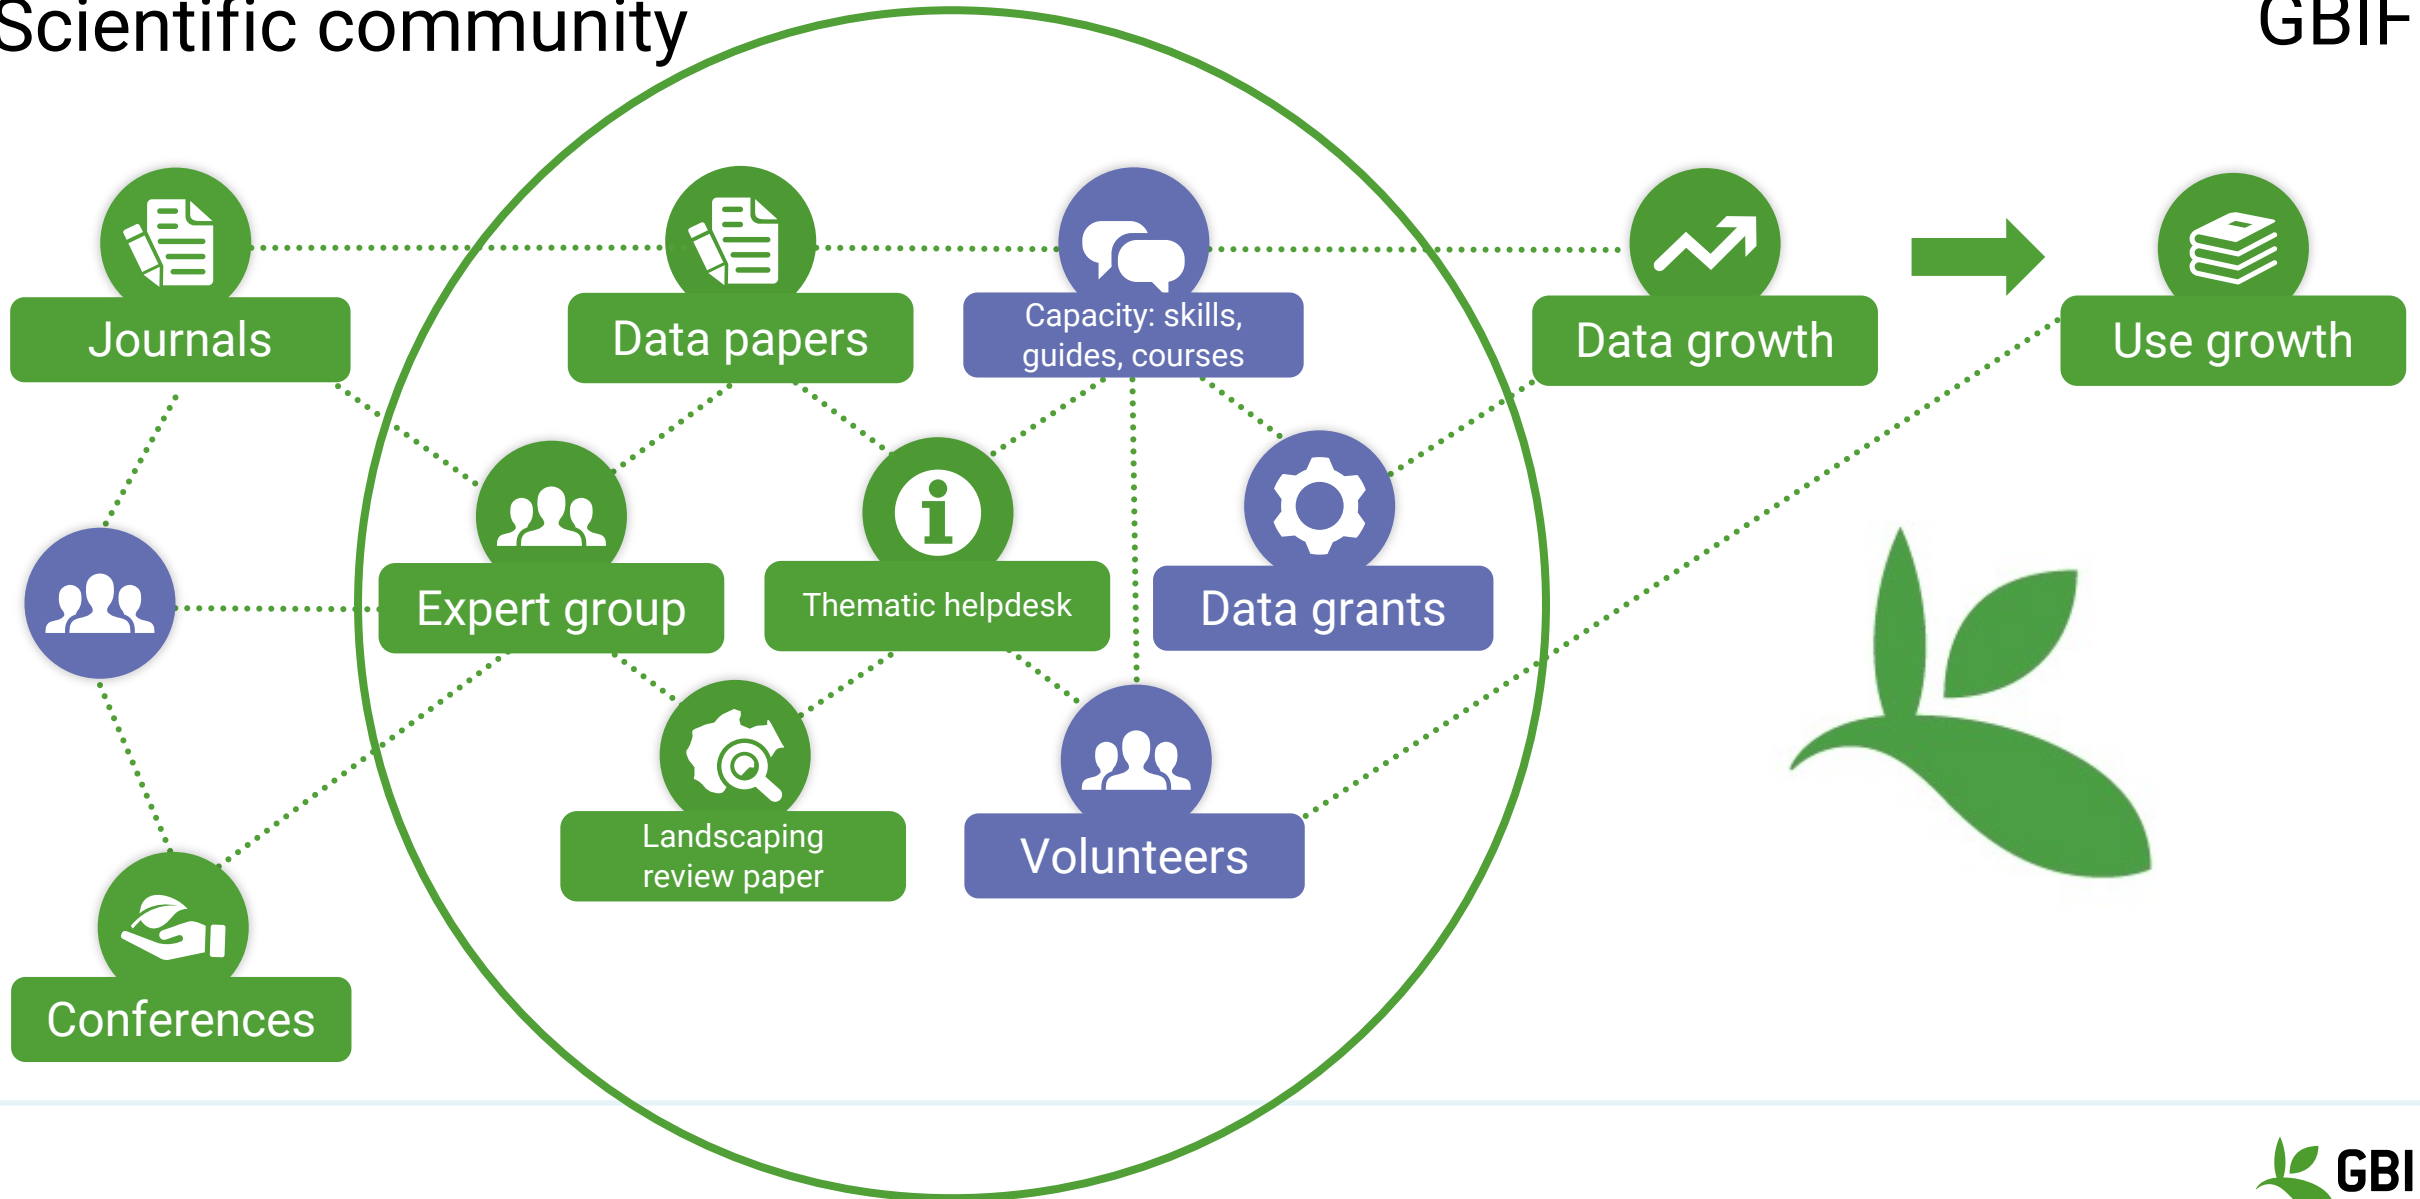 Scientific community
GBIF
Journals
Data papers
Capacity: skills,
guides, courses
Data growth
Use growth
Expert group
Thematic helpdesk
Data grants
Landscaping
review paper
Volunteers
Conferences
GBI